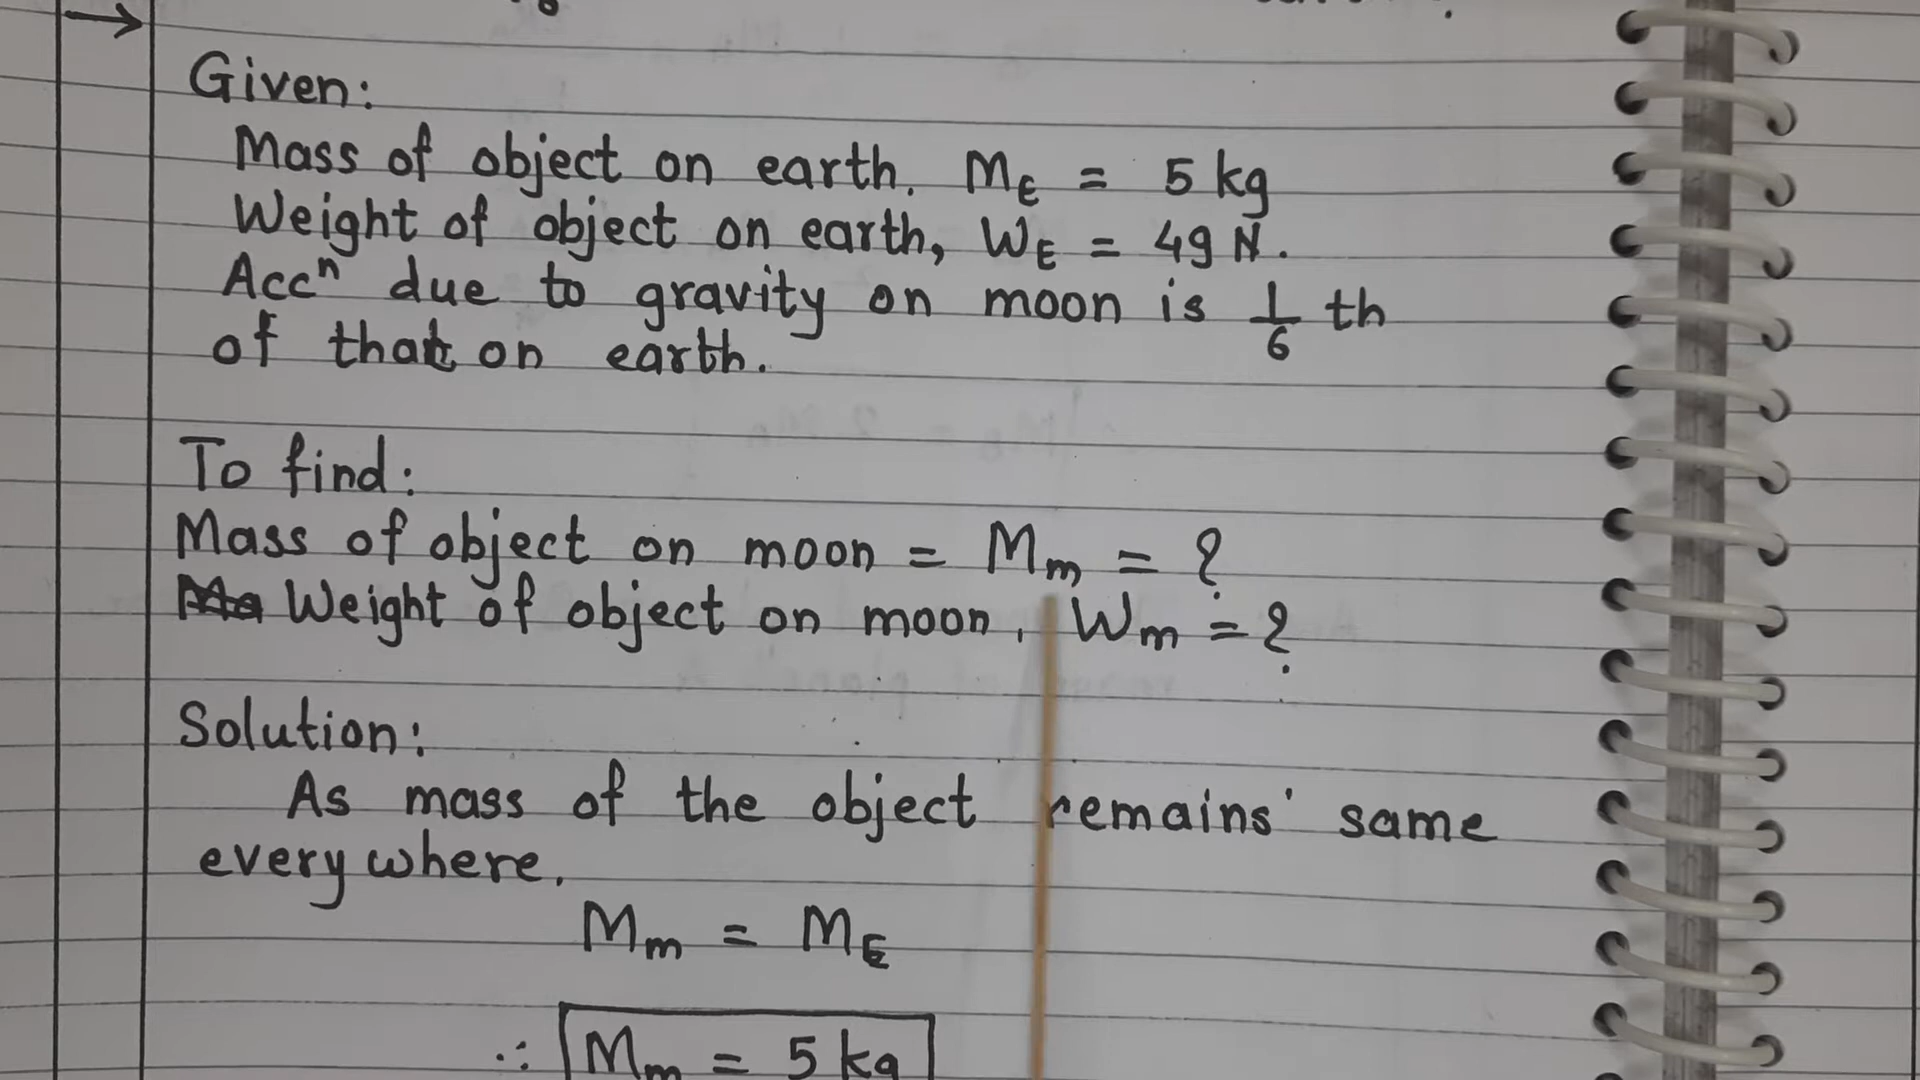 →
Given:
Mass of object on earth. ME = 5 kg
Weight of object on earth, WE = 49 N.
Accⁿ due to gravity on moon is 1/6 th
of that on earth.
To find:
Mass of object on moon = Mm = ?
Weight of object on moon, Wm = ?
Solution:
As mass of the object remains same
everywhere.
Mm = ME
∴ Mm = 5 kg